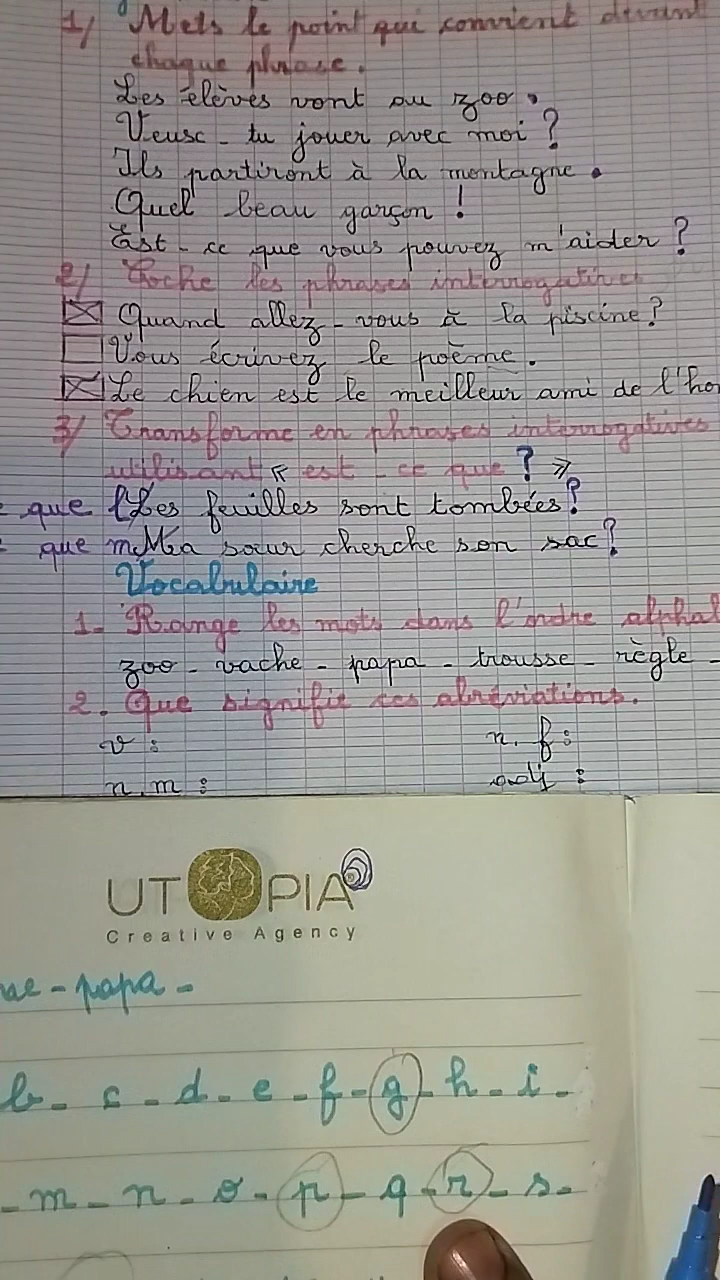 1/ Mets le point qui convient devant
chaque phrase.
Les élèves vont au zoo.
Veux-tu jouer avec moi ?
Ils partiront à la montagne.
Quel beau garçon !
Est-ce que vous pouvez m'aider ?
2/ Coche les phrases interrogatives
Quand allez-vous à la piscine ?
Vous écrivez le poème.
Le chien est le meilleur ami de l'ho
3/ Transforme en phrases interrogatives
utilisant « est-ce que ? »
que Les feuilles sont tombées ?
que Ma sœur cherche son sac ?
Vocabulaire
1. Range les mots dans l'ordre alphab
zoo - vache - papa - trousse - règle -
2. Que signifie ces abréviations.
v : n.f :
n.m : adj :
UTOPIA
Creative Agency
papa -
b - c - d - e - f - g - h - i -
- m - n - o - p - q - r - s -